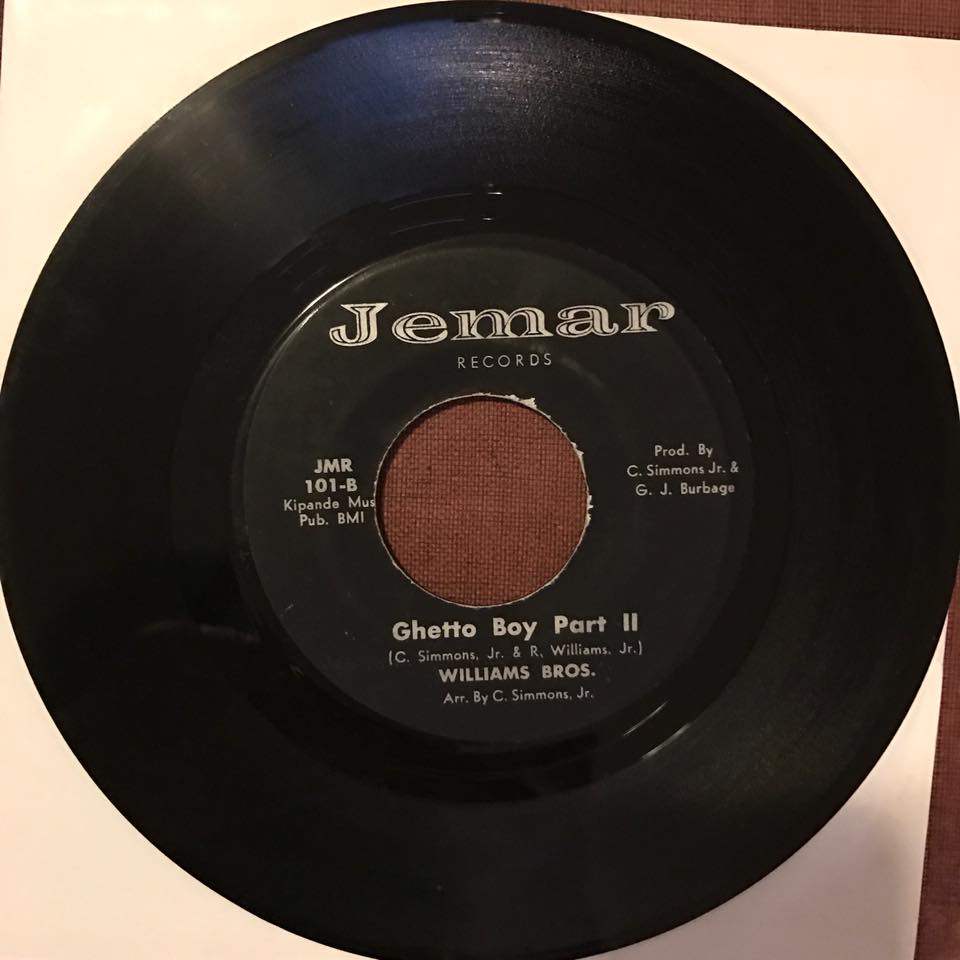 Jemar
RECORDS
JMR
101-B
Kipande Mus
Pub. BMI
Prod. By
C. Simmons Jr. &
G. J. Burbage
Ghetto Boy Part II
(C. Simmons, Jr. & R. Williams. Jr.)
WILLIAMS BROS.
Arr. By C. Simmons, Jr.